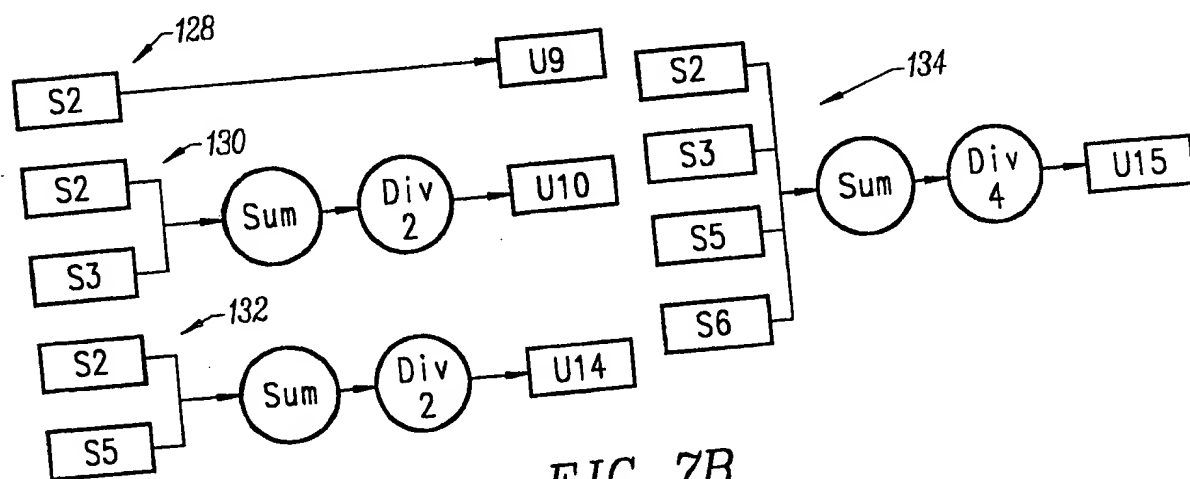 128
S2
U9
130
S2
S3
Sum
Div
2
U10
132
S2
S5
Sum
Div
2
U14
134
S2
S3
S5
S6
Sum
Div
4
U15
FIG. 7B